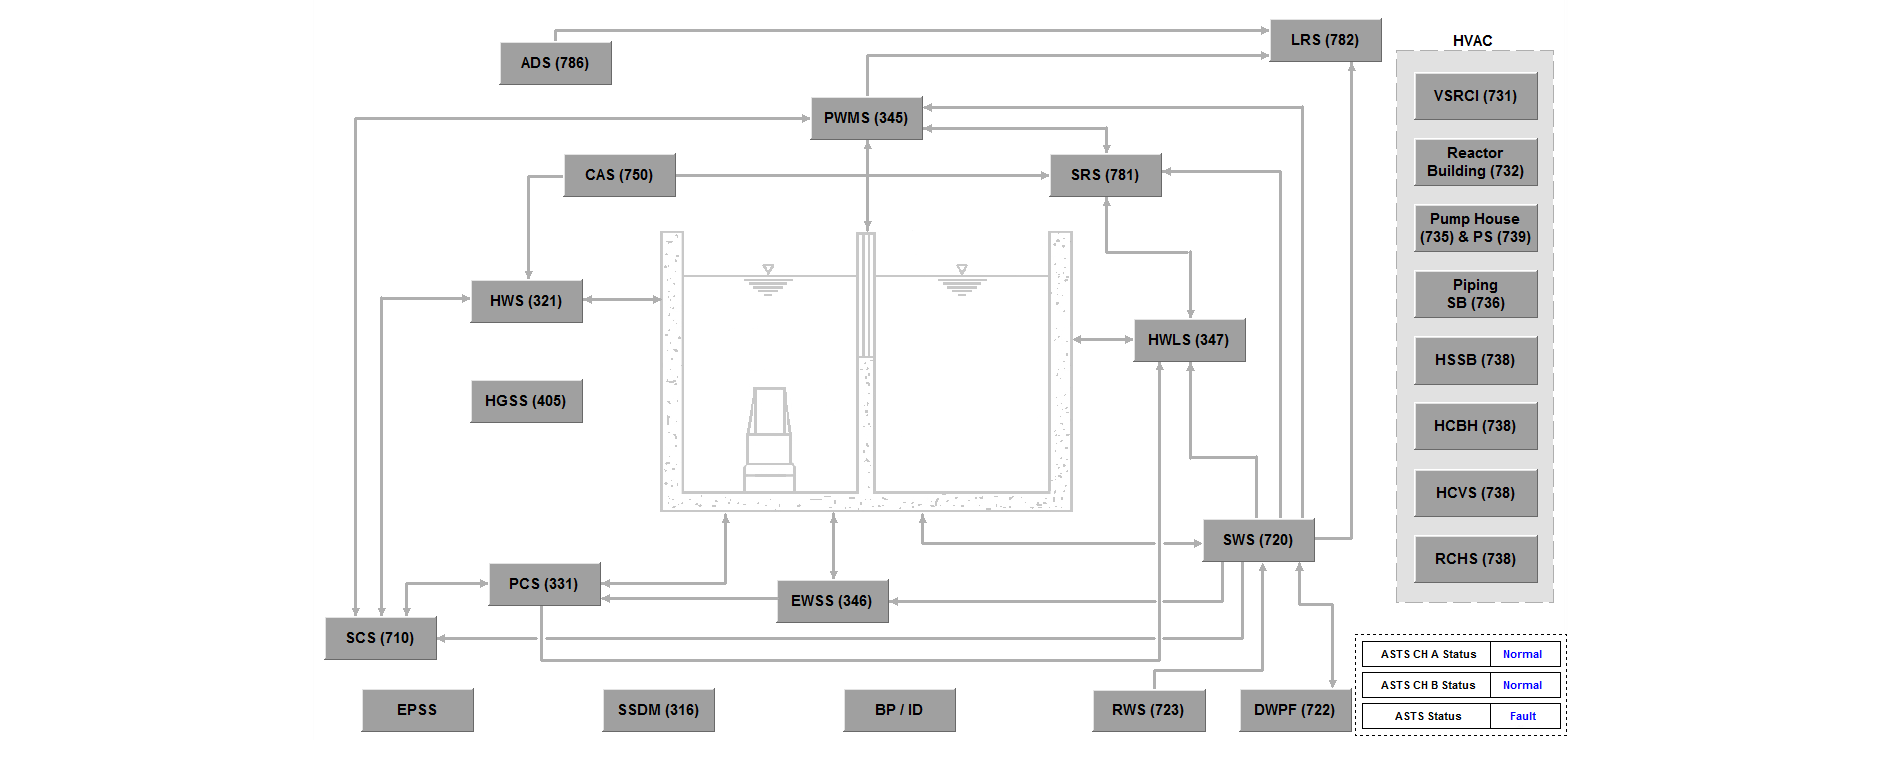 LRS (782)
HVAC
ADS (786)
VSRCI (731)
PWMS (345)
Reactor
Building (732)
CAS (750)
SRS (781)
Pump House
(735) & PS (739)
HWS (321)
Piping
SB (736)
HWLS (347)
HSSB (738)
HGSS (405)
HCBH (738)
HCVS (738)
SWS (720)
RCHS (738)
PCS (331)
EWSS (346)
SCS (710)
ASTS CH A Status Normal
ASTS CH B Status Normal
ASTS Status Fault
EPSS
SSDM (316)
BP / ID
RWS (723)
DWPF (722)